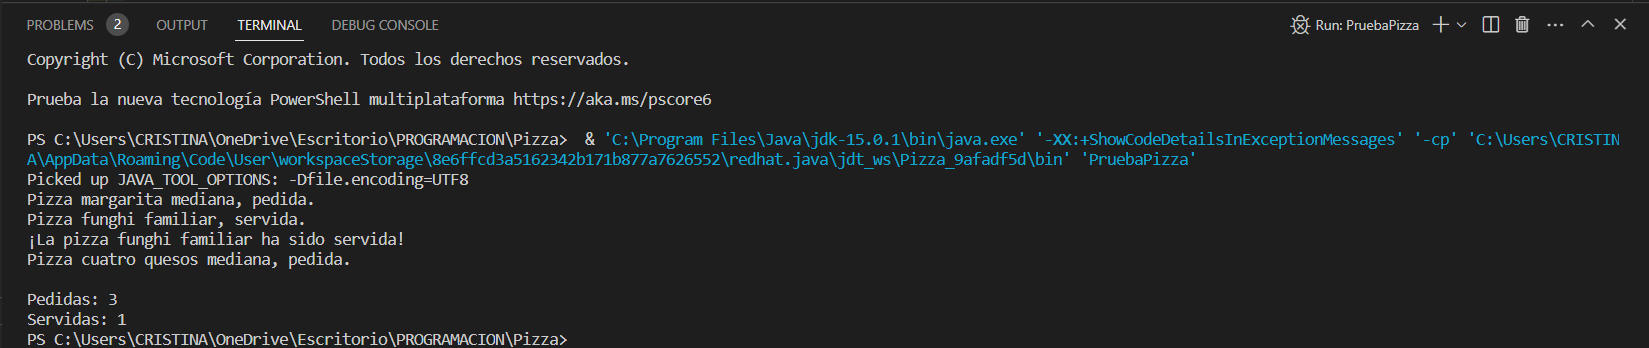 PROBLEMS 2 OUTPUT TERMINAL DEBUG CONSOLE Run: PruebaPizza
Copyright (C) Microsoft Corporation. Todos los derechos reservados.
Prueba la nueva tecnología PowerShell multiplataforma https://aka.ms/pscore6
PS C:\Users\CRISTINA\OneDrive\Escritorio\PROGRAMACION\Pizza>  & 'C:\Program Files\Java\jdk-15.0.1\bin\java.exe' '-XX:+ShowCodeDetailsInExceptionMessages' '-cp' 'C:\Users\CRISTIN
A\AppData\Roaming\Code\User\workspaceStorage\8e6ffcd3a5162342b171b877a7626552\redhat.java\jdt_ws\Pizza_9afadf5d\bin' 'PruebaPizza'
Picked up JAVA_TOOL_OPTIONS: -Dfile.encoding=UTF8
Pizza margarita mediana, pedida.
Pizza funghi familiar, servida.
¡La pizza funghi familiar ha sido servida!
Pizza cuatro quesos mediana, pedida.
Pedidas: 3
Servidas: 1
PS C:\Users\CRISTINA\OneDrive\Escritorio\PROGRAMACION\Pizza>